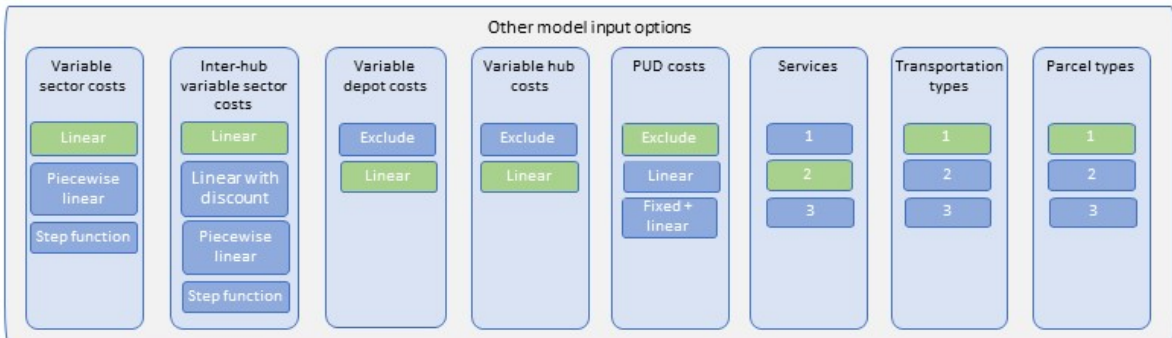 Other model input options
Variable
sector costs
Linear
Piecewise
linear
Step function
Inter-hub
variable sector
costs
Linear
Linear with
discount
Piecewise
linear
Step function
Variable
depot costs
Exclude
Linear
Variable hub
costs
Exclude
Linear
PUD costs
Exclude
Linear
Fixed +
linear
Services
1
2
3
Transportation
types
1
2
3
Parcel types
1
2
3